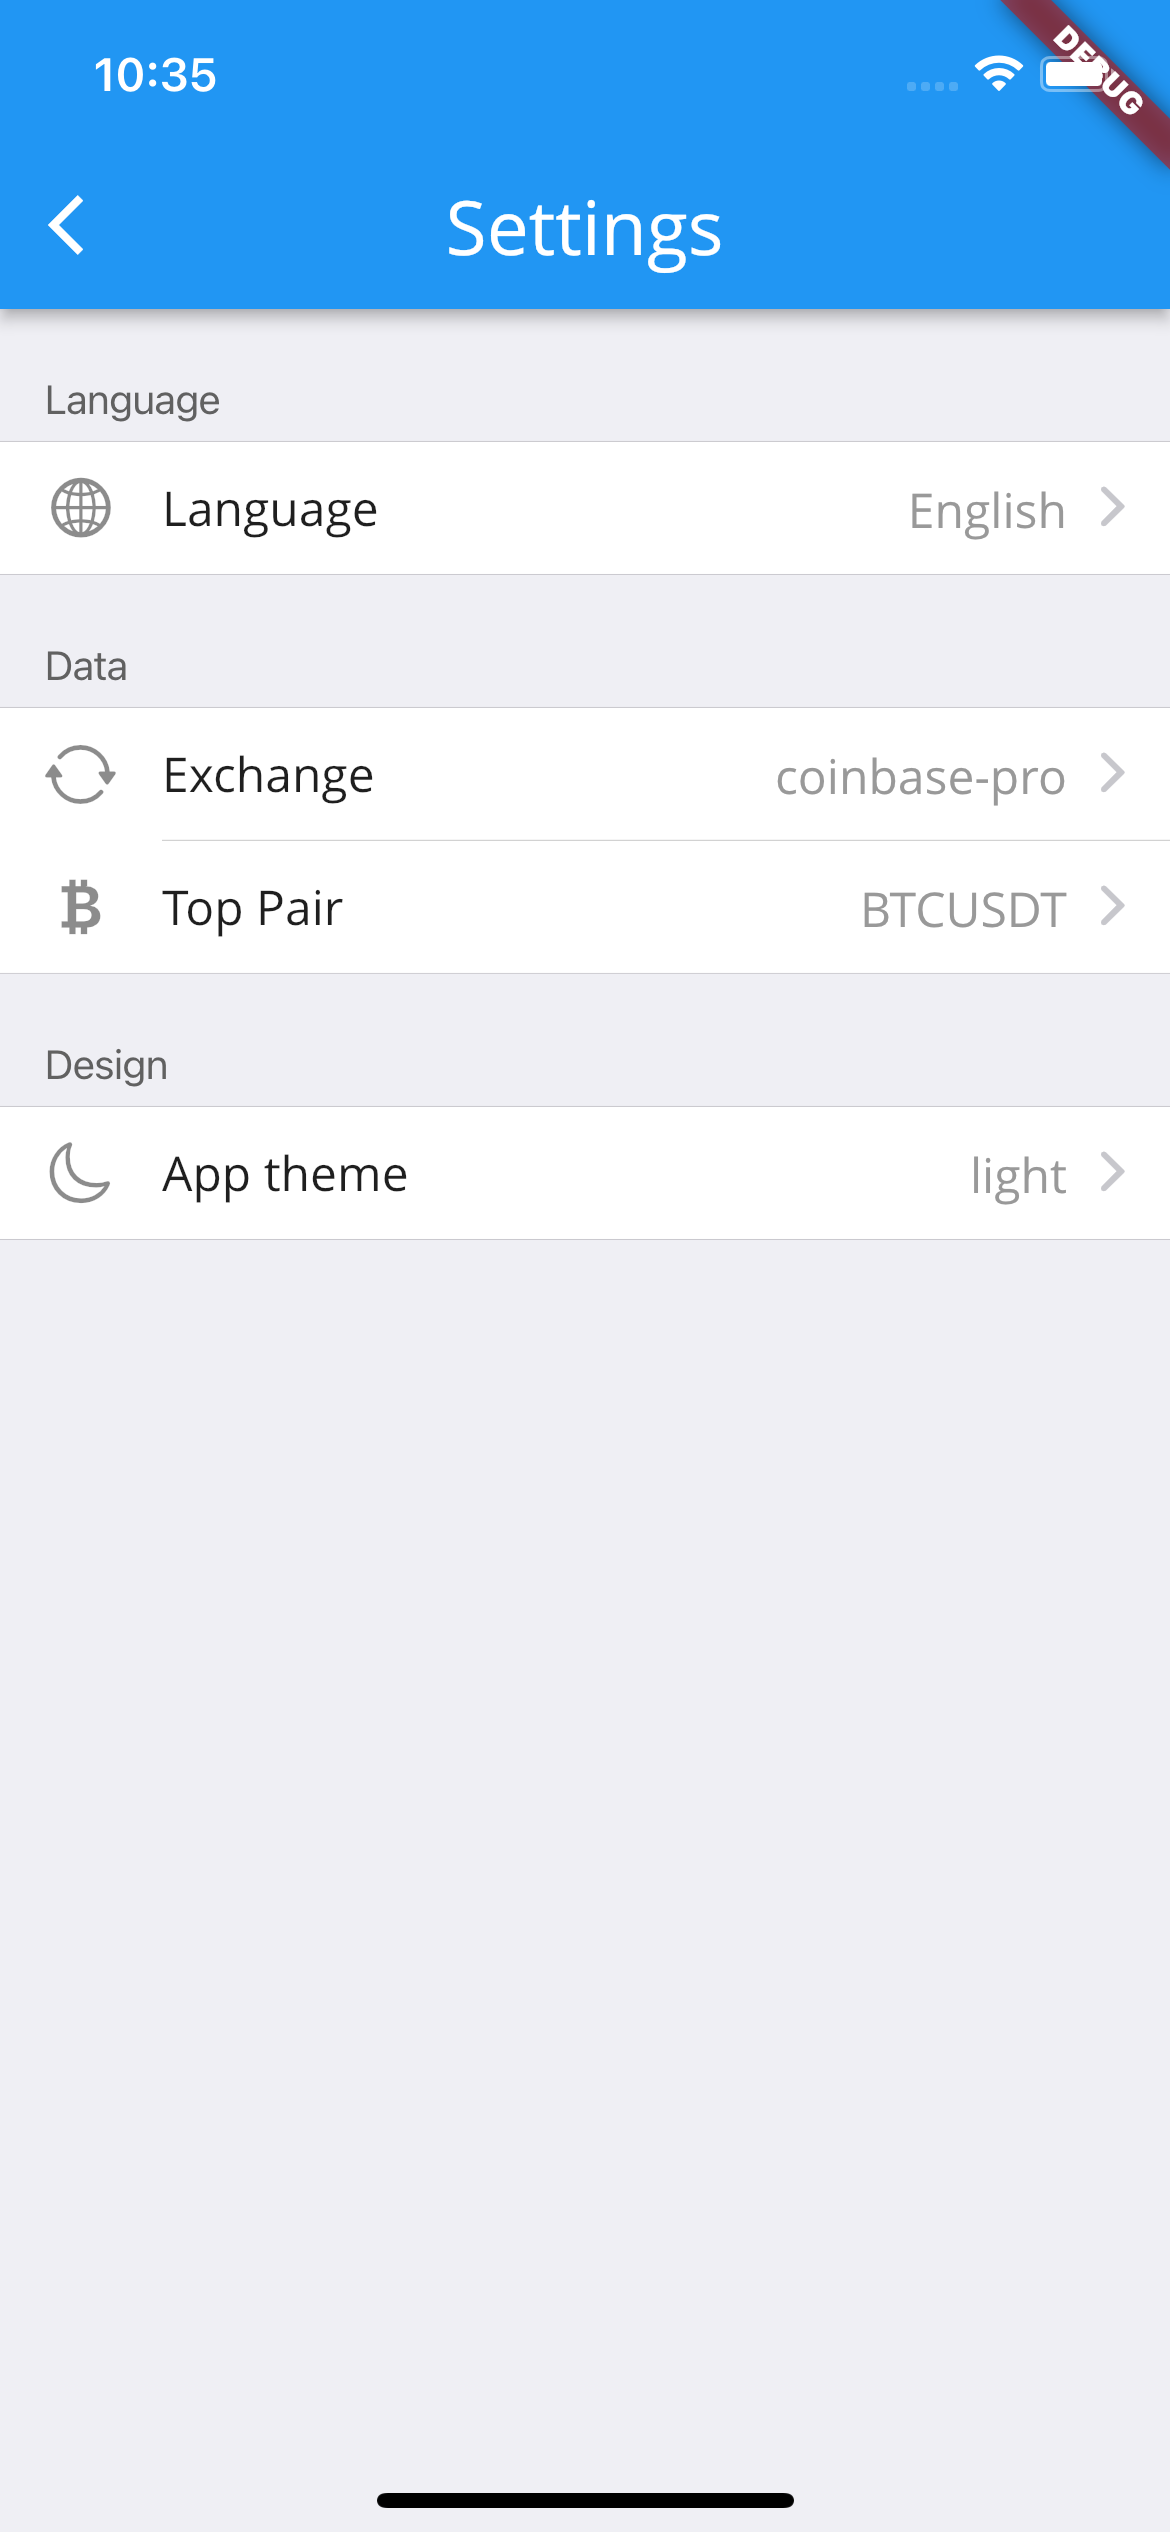 10:35
DEBUG
Settings
Language
Language English
Data
Exchange coinbase-pro
Top Pair BTCUSDT
Design
App theme light